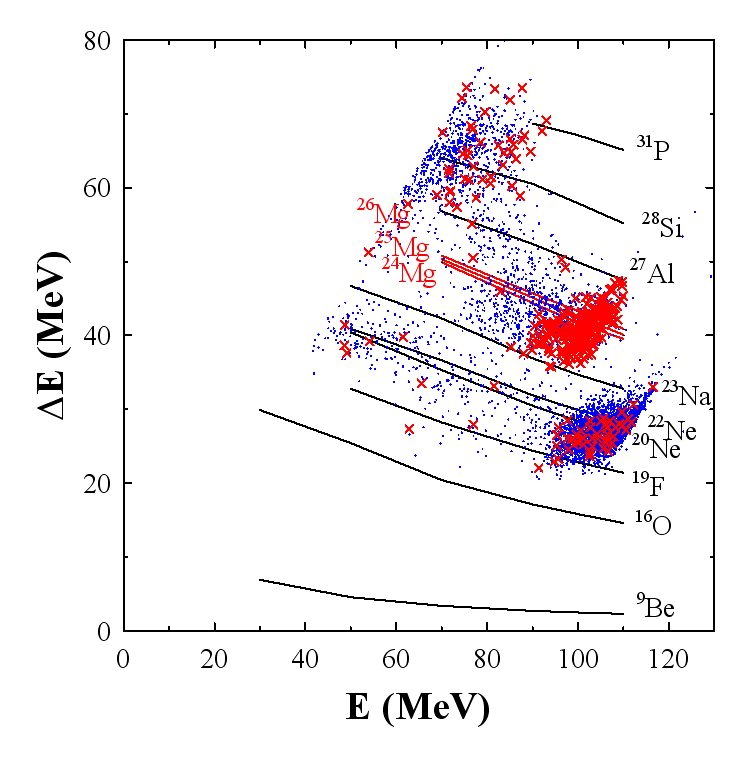 80
60
40
20
0
ΔE (MeV)
³¹P
²⁸Si
²⁷Al
²⁶Mg
²⁵Mg
²⁴Mg
²³Na
²²Ne
²⁰Ne
¹⁹F
¹⁶O
⁹Be
0 20 40 60 80 100 120
E (MeV)